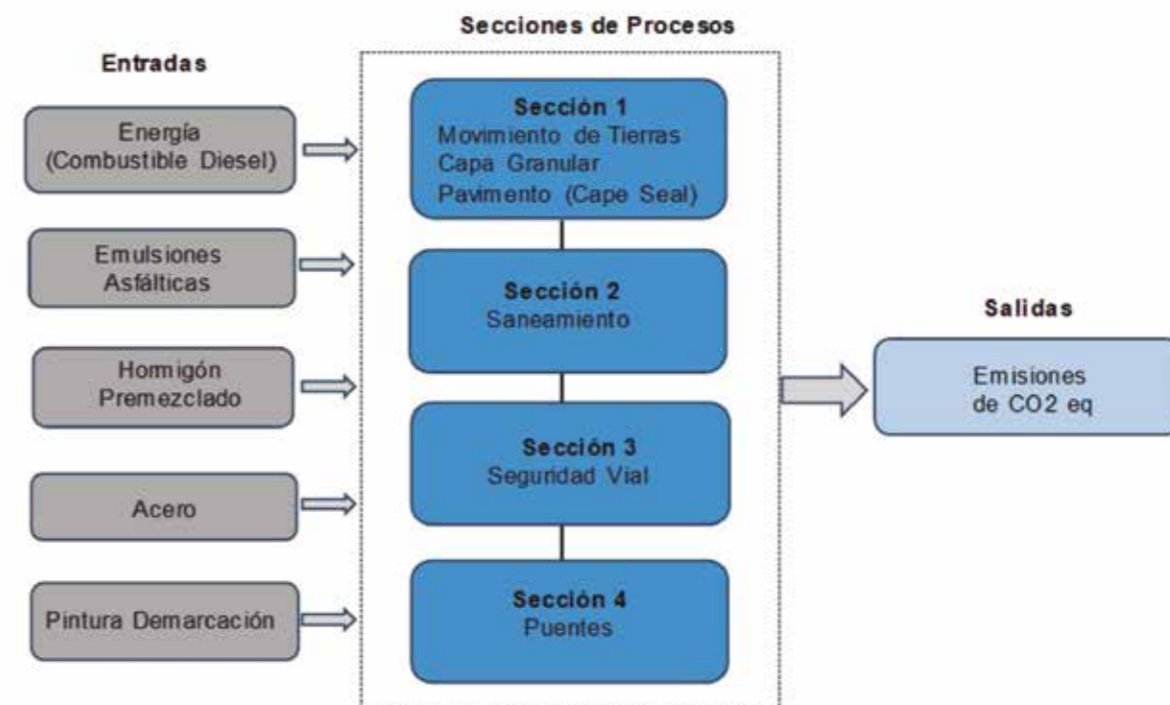 Secciones de Procesos
Entradas
Energía
(Combustible Diesel)
Emulsiones
Asfálticas
Hormigón
Premezclado
Acero
Pintura Demarcación
Sección 1
Movimiento de Tierras
Capa Granular
Pavimento (Cape Seal)
Sección 2
Saneamiento
Sección 3
Seguridad Vial
Sección 4
Puentes
Salidas
Emisiones
de CO2 eq